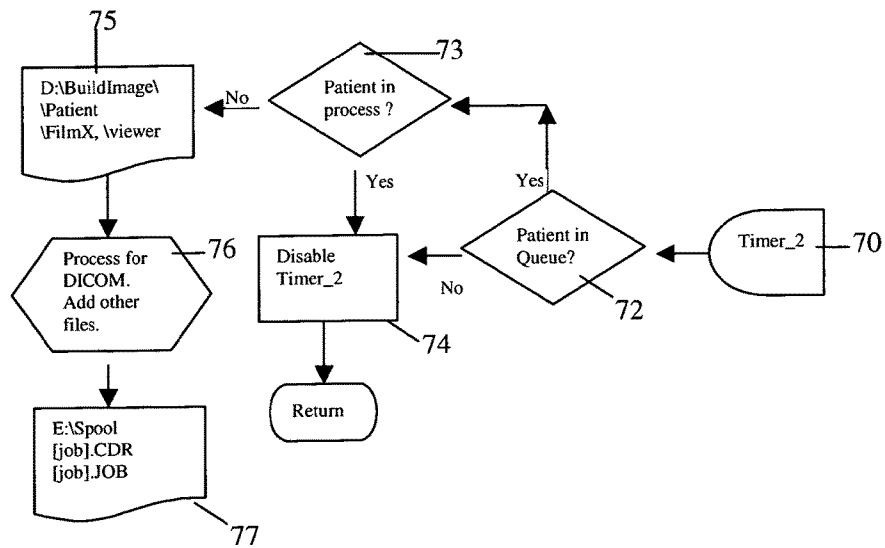 75
D:\BuildImage\
\Patient
\FilmX, \viewer
No
Patient in
process ?
73
Yes
Yes
Patient in
Queue?
72
Timer_2
70
No
Disable
Timer_2
74
Return
Process for
DICOM.
Add other
files.
76
E:\Spool
[job].CDR
[job].JOB
77